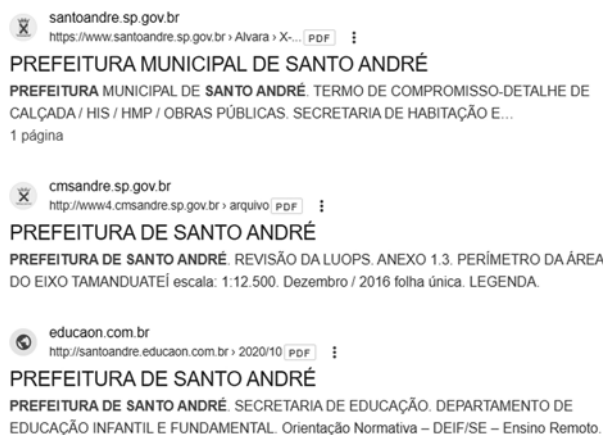 santoandre.sp.gov.br
https://www.santoandre.sp.gov.br › Alvara › X-... PDF
PREFEITURA MUNICIPAL DE SANTO ANDRÉ
PREFEITURA MUNICIPAL DE SANTO ANDRÉ. TERMO DE COMPROMISSO-DETALHE DE
CALÇADA / HIS / HMP / OBRAS PÚBLICAS. SECRETARIA DE HABITAÇÃO E...
1 página
cmsandre.sp.gov.br
http://www4.cmsandre.sp.gov.br › arquivo PDF
PREFEITURA DE SANTO ANDRÉ
PREFEITURA DE SANTO ANDRÉ. REVISÃO DA LUOPS. ANEXO 1.3. PERÍMETRO DA ÁREA
DO EIXO TAMANDUATEÍ escala: 1:12.500. Dezembro / 2016 folha única. LEGENDA.
educaon.com.br
http://santoandre.educaon.com.br › 2020/10 PDF
PREFEITURA DE SANTO ANDRÉ
PREFEITURA DE SANTO ANDRÉ. SECRETARIA DE EDUCAÇÃO. DEPARTAMENTO DE
EDUCAÇÃO INFANTIL E FUNDAMENTAL. Orientação Normativa – DEIF/SE – Ensino Remoto.